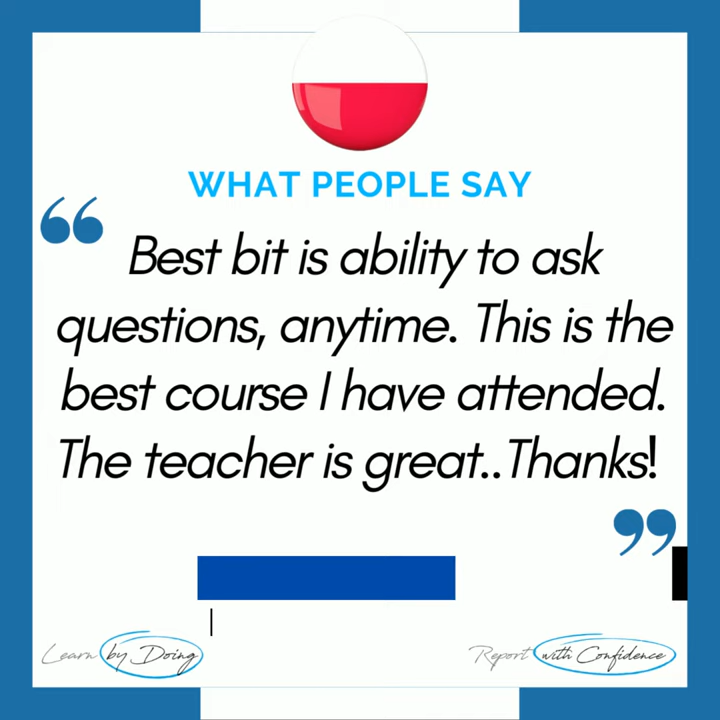 WHAT PEOPLE SAY
“Best bit is ability to ask
questions, anytime. This is the
best course I have attended.
The teacher is great..Thanks!”
Learn by Doing
Report with Confidence